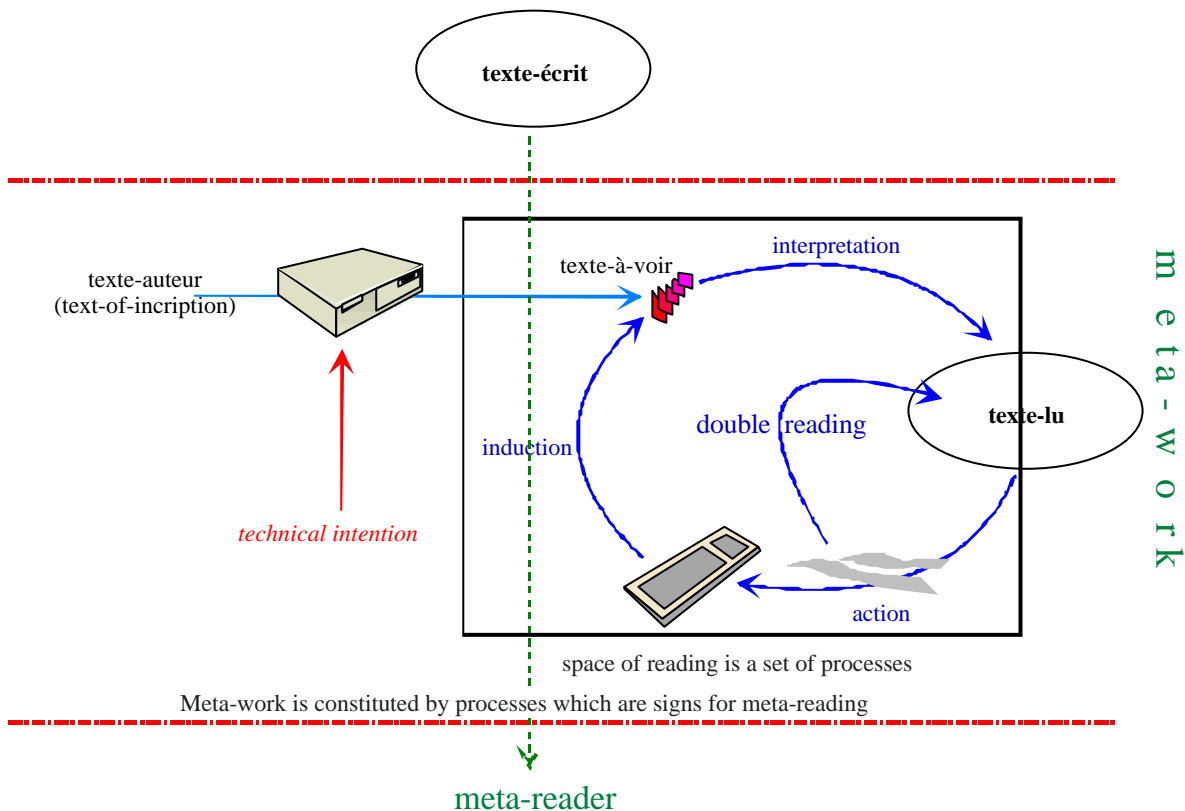 texte-écrit
interpretation
texte-à-voir
texte-auteur
(text-of-incription)
texte-lu
double reading
induction
technical intention
action
meta-work
space of reading is a set of processes
Meta-work is constituted by processes which are signs for meta-reading
meta-reader